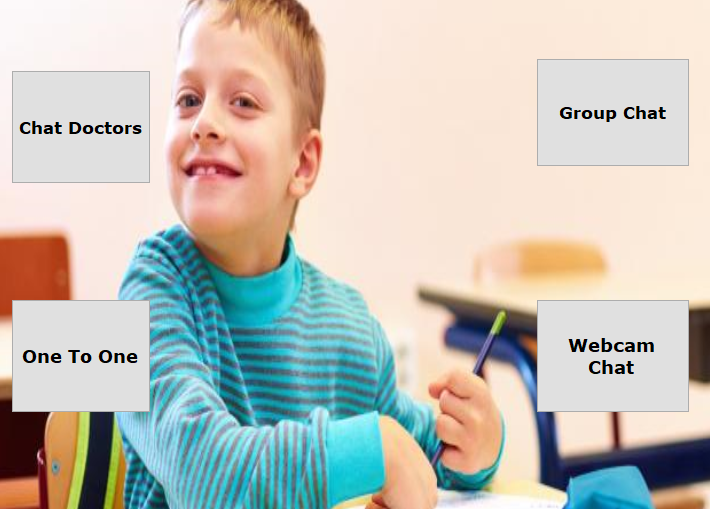 Chat Doctors
Group Chat
One To One
Webcam
Chat